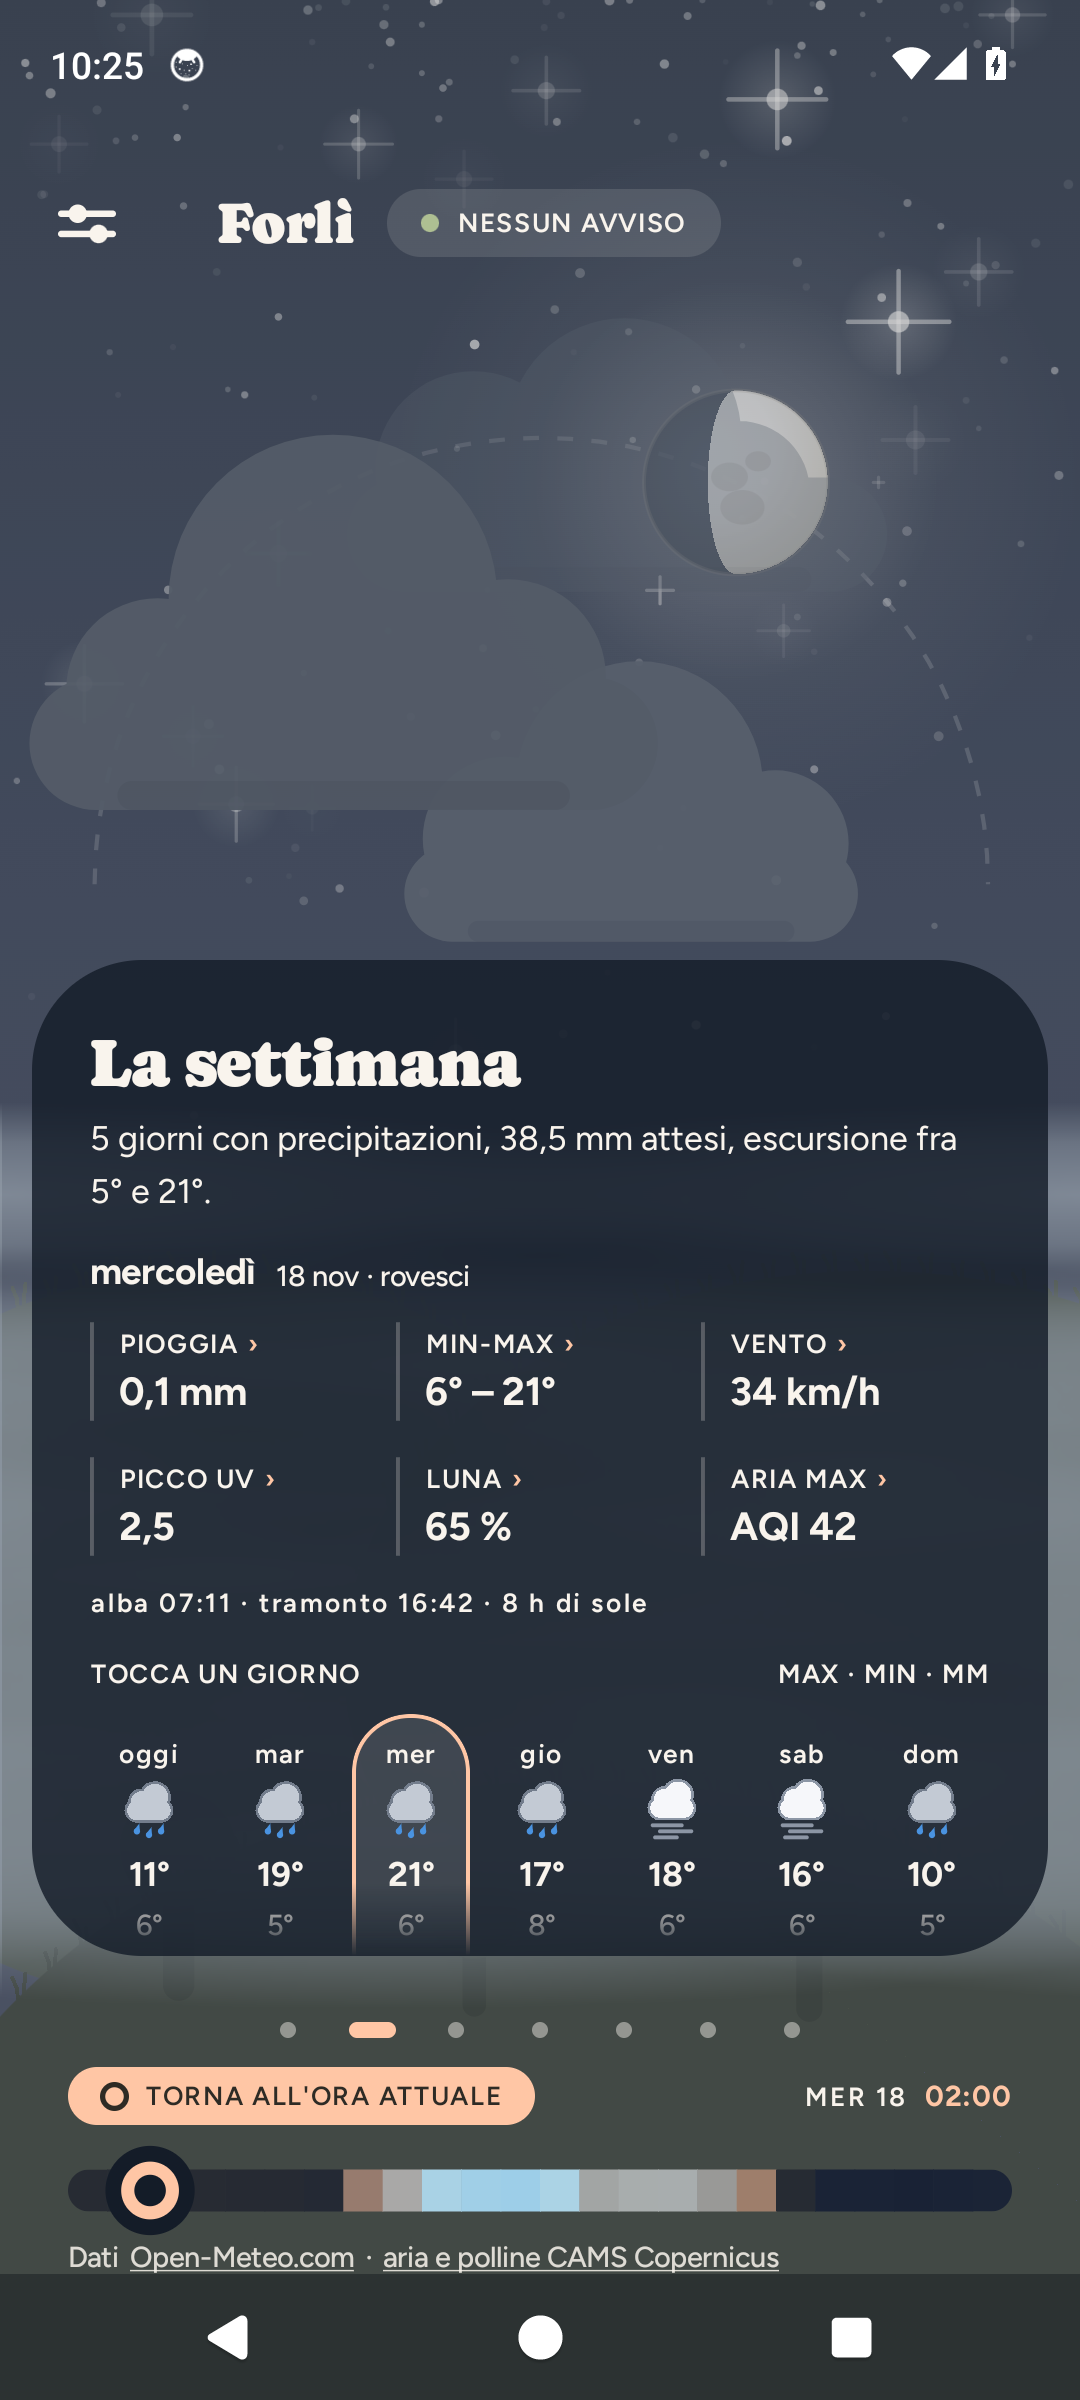 10:25
Forlì
NESSUN AVVISO
La settimana
5 giorni con precipitazioni, 38,5 mm attesi, escursione fra
5° e 21°.
mercoledì 18 nov · rovesci
PIOGGIA › MIN-MAX › VENTO ›
0,1 mm 6° – 21° 34 km/h
PICCO UV › LUNA › ARIA MAX ›
2,5 65 % AQI 42
alba 07:11 · tramonto 16:42 · 8 h di sole
TOCCA UN GIORNO MAX · MIN · MM
oggi mar mer gio ven sab dom
11° 19° 21° 17° 18° 16° 10°
6° 5° 6° 8° 6° 6° 5°
TORNA ALL'ORA ATTUALE MER 18 02:00
Dati Open-Meteo.com · aria e polline CAMS Copernicus